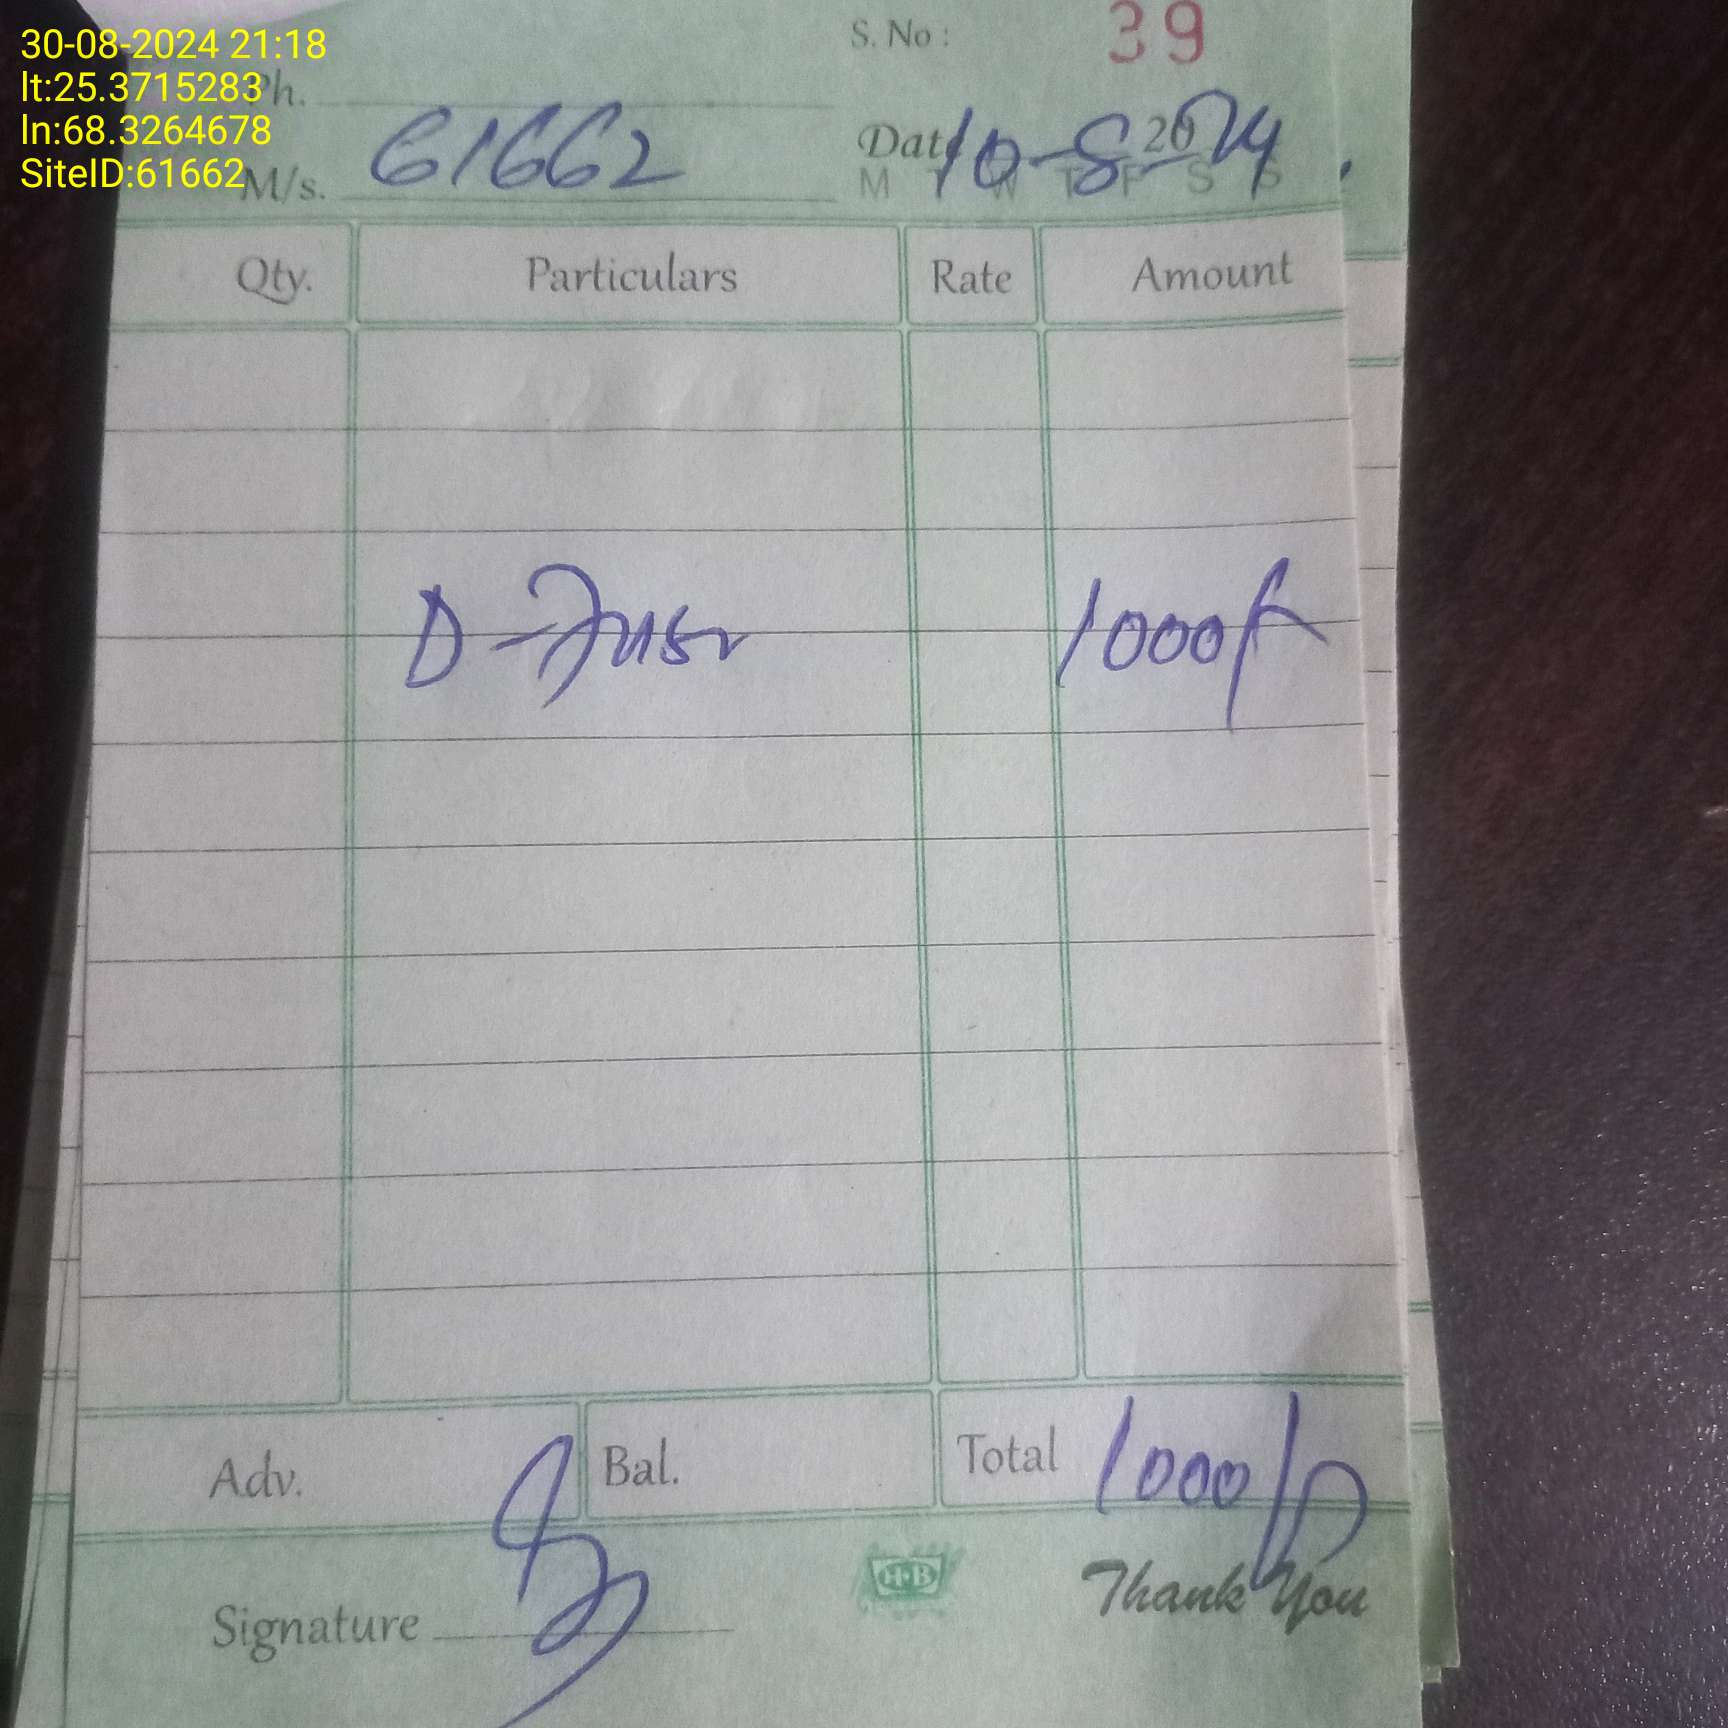 30-08-2024 21:18
lt:25.3715283
ln:68.3264678
SiteID:61662
S. No : 39
Ph.
M/s. 61662
Date 10-8-2024
M T W T F S S
Qty. Particulars Rate Amount
D-Fusr 1000/-
Adv. Bal. Total 1000/-
Signature
H·B
Thank You